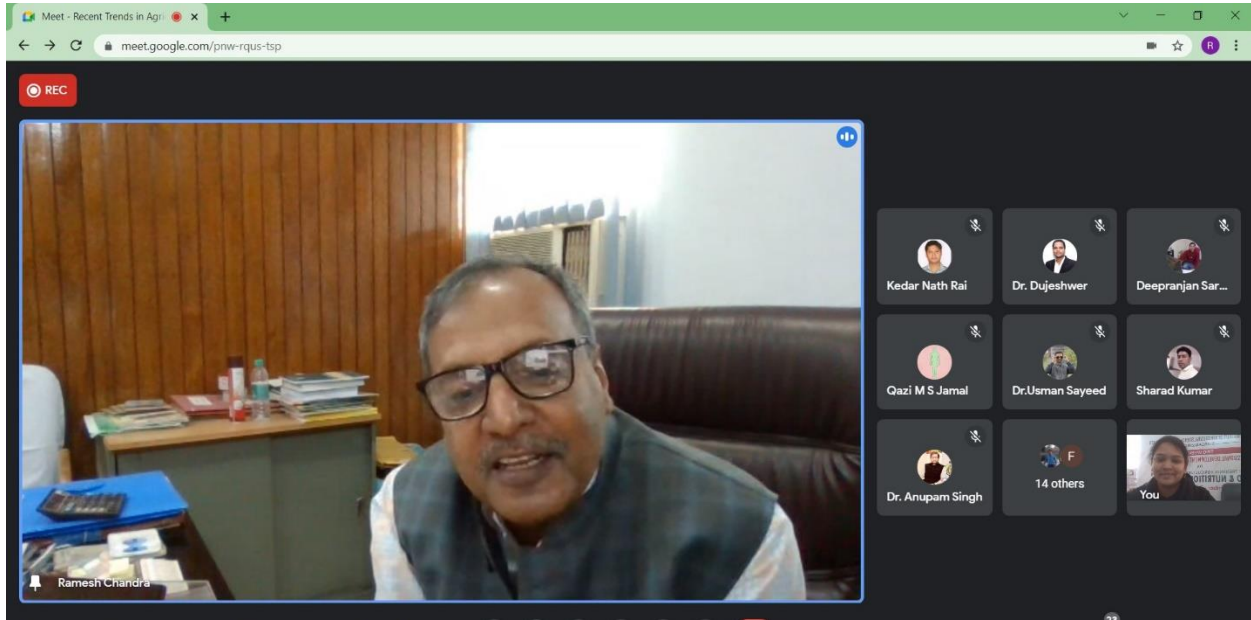 Meet - Recent Trends in Agri
meet.google.com/pnw-rqus-tsp
R
REC
Kedar Nath Rai
Dr. Dujeshwer
Deepranjan Sar...
Qazi M S Jamal
Dr.Usman Sayeed
Sharad Kumar
Dr. Anupam Singh
F
14 others
You
Ramesh Chandra
23